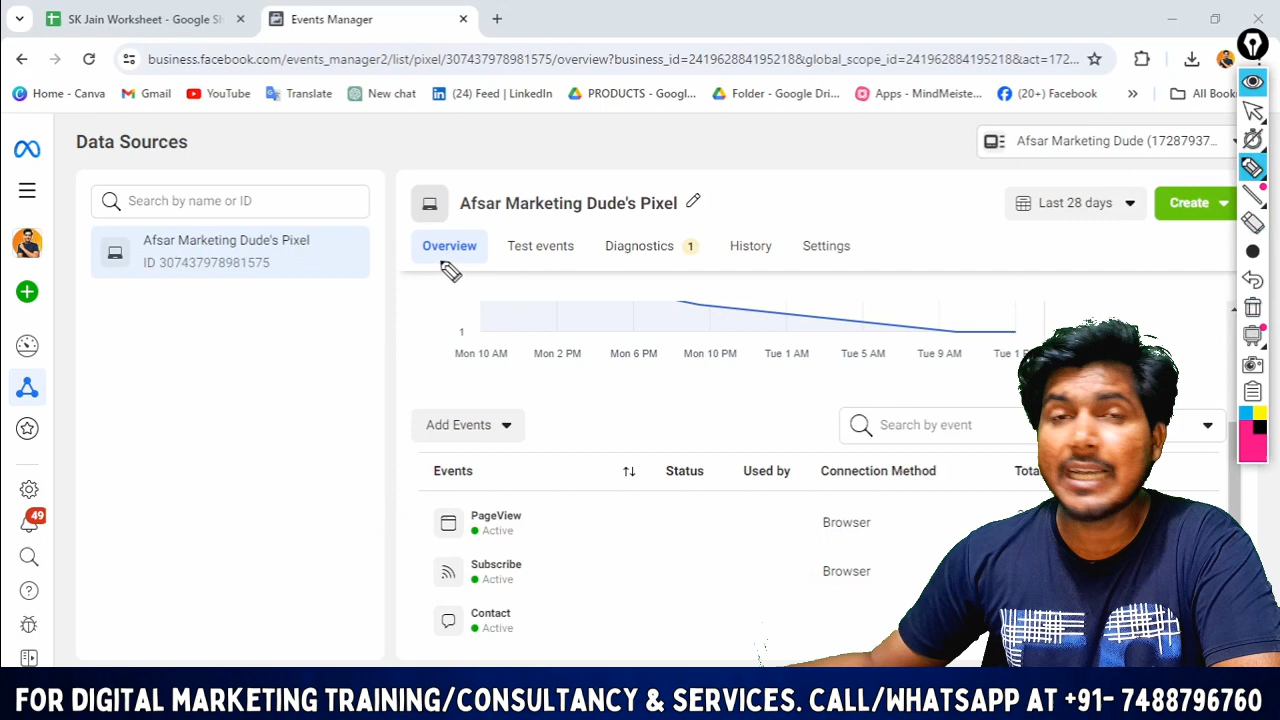 SK Jain Worksheet - Google Sh
Events Manager
business.facebook.com/events_manager2/list/pixel/307437978981575/overview?business_id=241962884195218&global_scope_id=241962884195218&act=172...
Home - Canva
Gmail
YouTube
Translate
New chat
(24) Feed | LinkedIn
PRODUCTS - Googl...
Folder - Google Dri...
Apps - MindMeiste...
(20+) Facebook
All Book
Data Sources
Afsar Marketing Dude (17287937...
Search by name or ID
Afsar Marketing Dude's Pixel
ID 307437978981575
Afsar Marketing Dude's Pixel
Last 28 days
Create
Overview
Test events
Diagnostics 1
History
Settings
1
Mon 10 AM
Mon 2 PM
Mon 6 PM
Mon 10 PM
Tue 1 AM
Tue 5 AM
Tue 9 AM
Tue 1
Add Events
Search by event
Events
Status
Used by
Connection Method
Tota
PageView
Active
Browser
Subscribe
Active
Browser
Contact
Active
49
FOR DIGITAL MARKETING TRAINING/CONSULTANCY & SERVICES. CALL/WHATSAPP AT +91- 7488796760